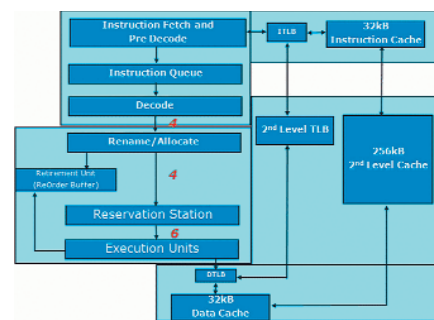 Instruction Fetch and
Pre Decode
ITLB
32kB
Instruction Cache
Instruction Queue
Decode
4
2nd Level TLB
256kB
2nd Level Cache
Rename/Allocate
Retirement Unit
(ReOrder Buffer)
4
Reservation Station
6
Execution Units
DTLB
32kB
Data Cache